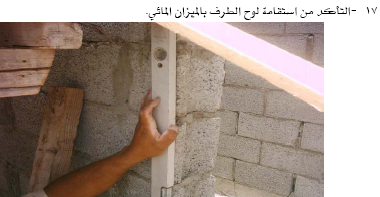 ١٧ -التأكد من استقامة لوح الطرف بالميزان المائي.